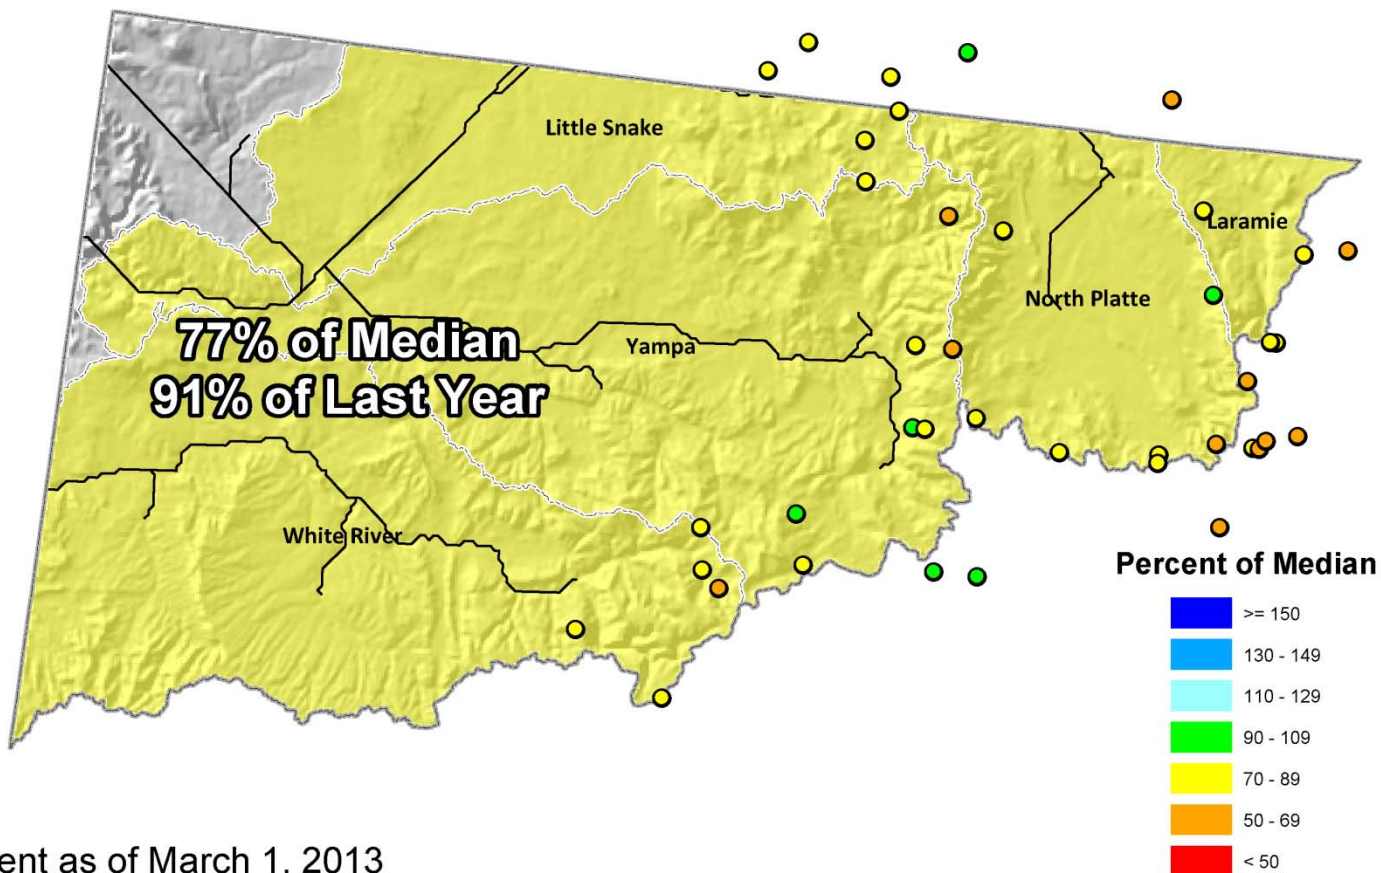 Little Snake
Laramie
North Platte
77% of Median
Yampa
91% of Last Year
White River
Percent of Median
>= 150
130 - 149
110 - 129
90 - 109
70 - 89
50 - 69
< 50
as of March 1, 2013